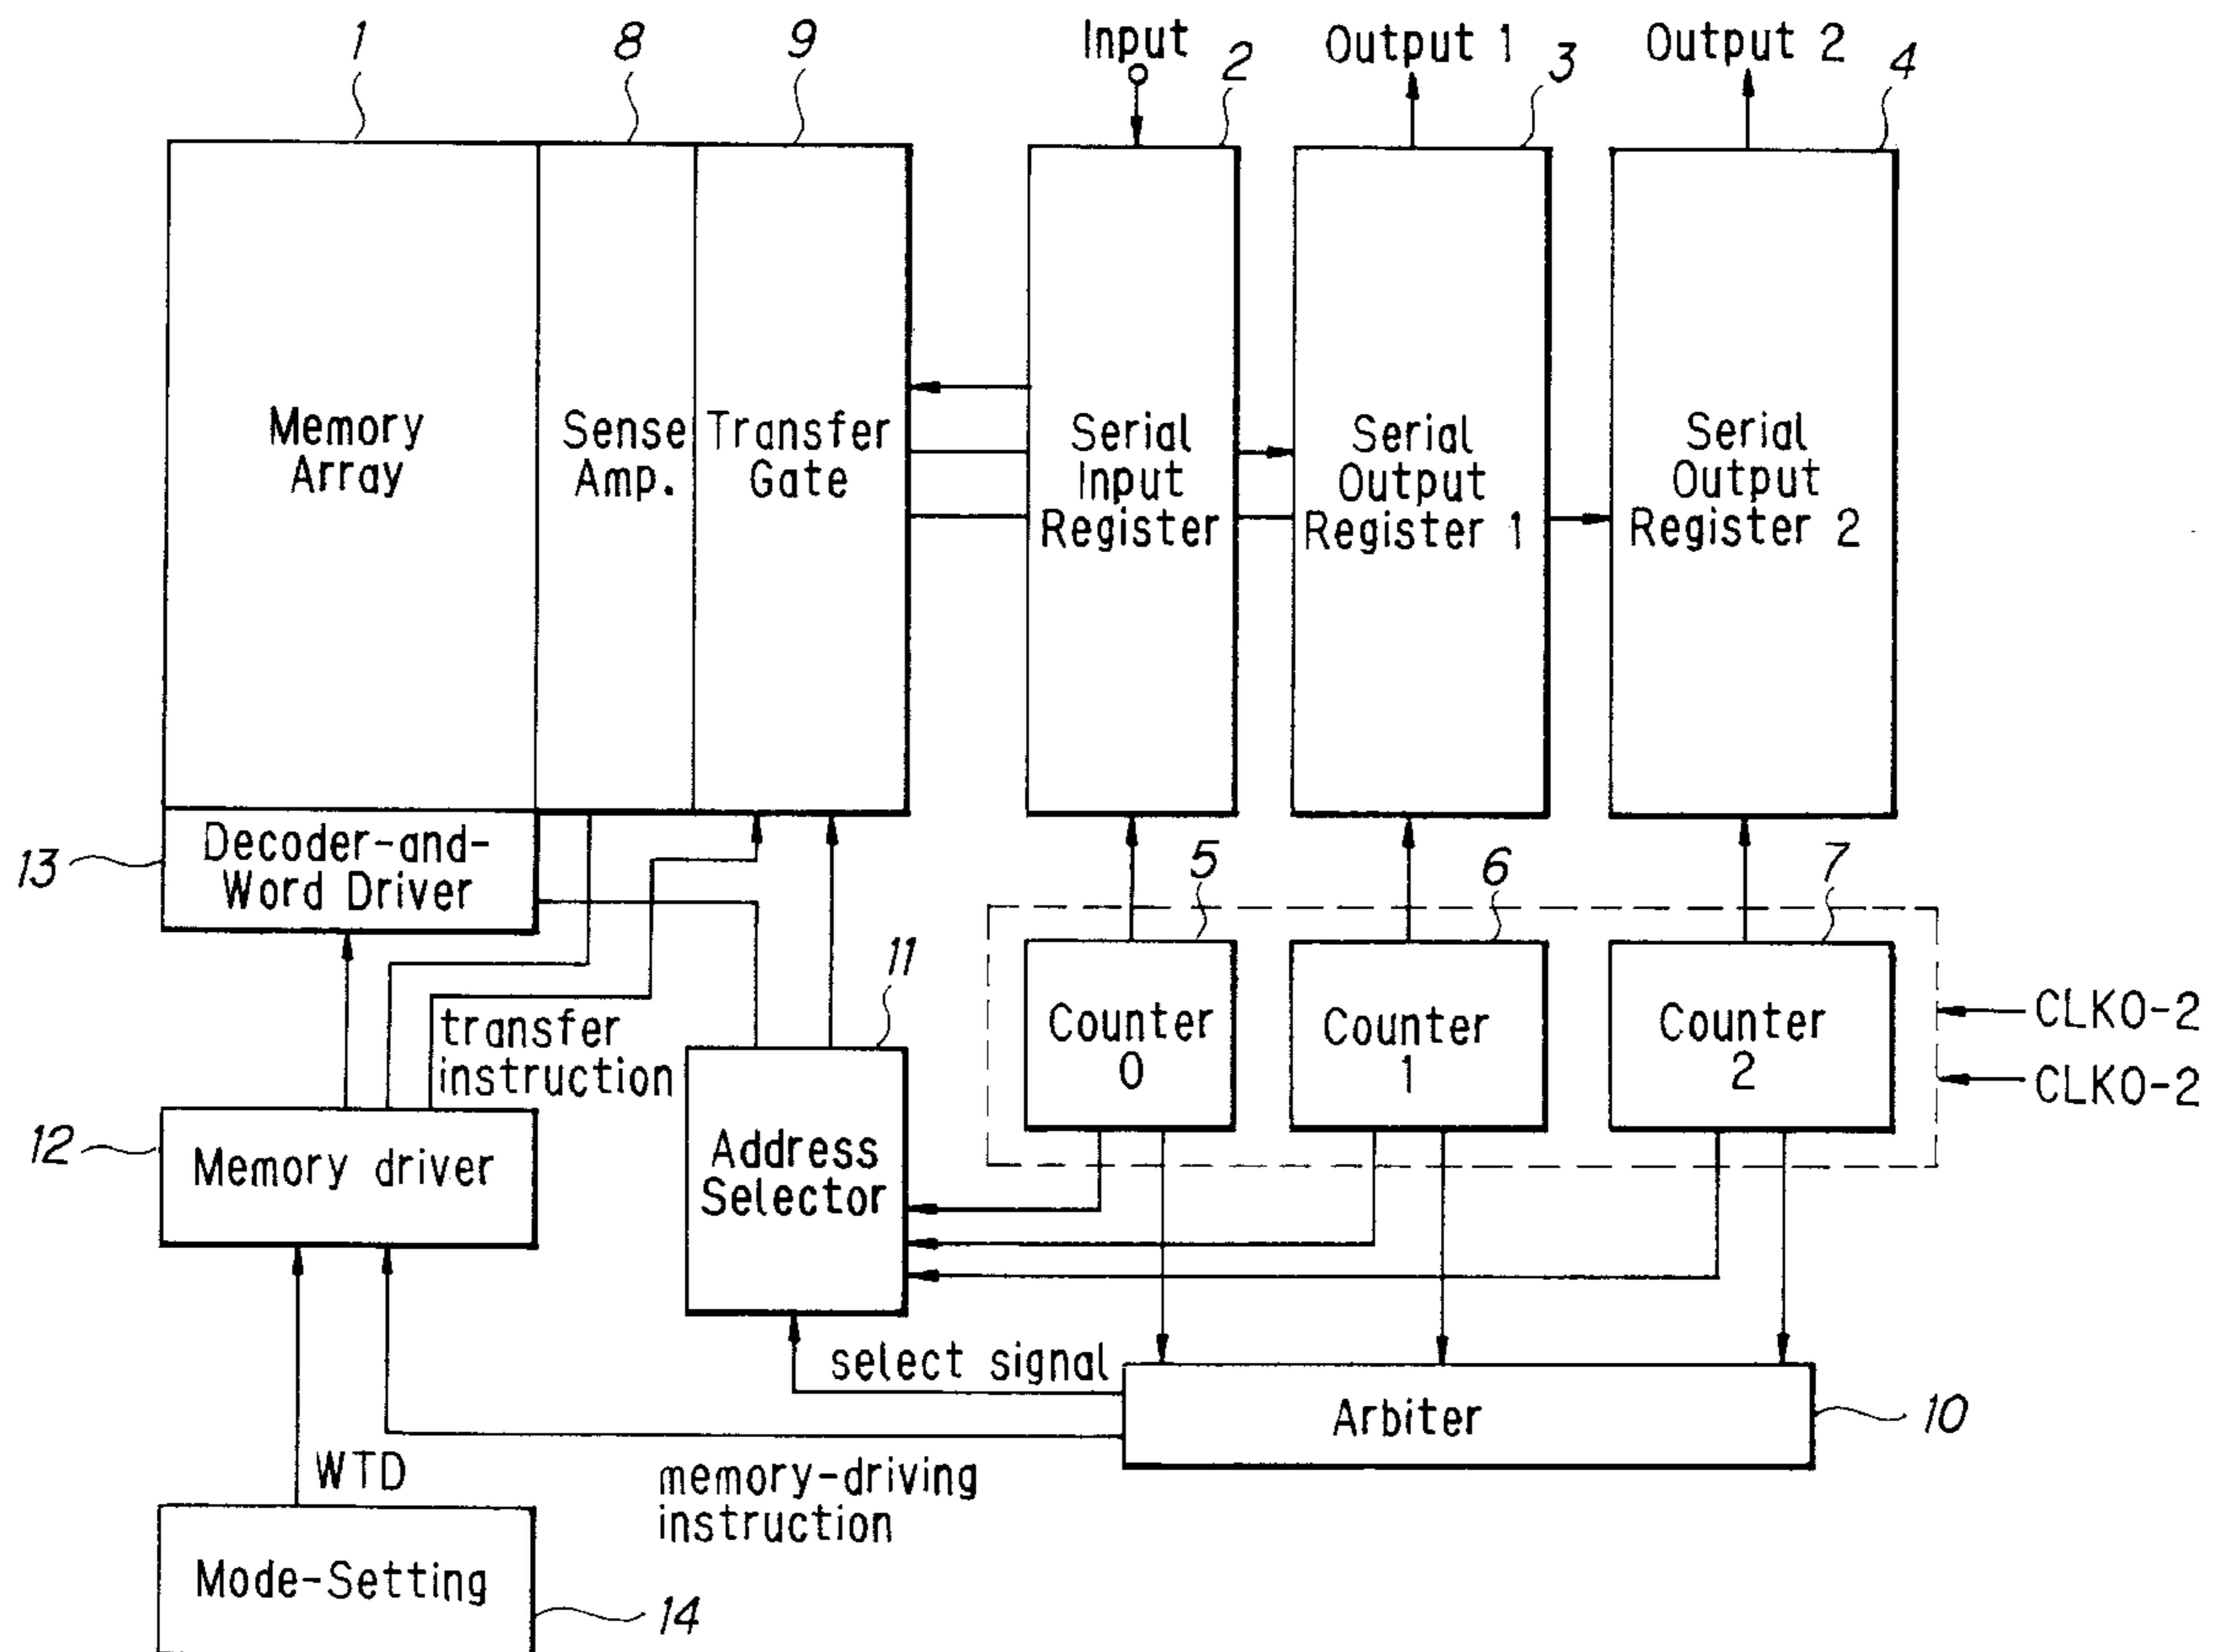 1
8
9
Input
2
Output 1
3
Output 2
4
Memory
Array
Sense
Amp.
Transfer
Gate
Serial
Input
Register
Serial
Output
Register 1
Serial
Output
Register 2
13
Decoder-and-
Word Driver
5
6
7
11
transfer
instruction
Counter
0
Counter
1
Counter
2
CLK0-2
CLK0-2
12
Memory driver
Address
Selector
select signal
Arbiter
10
WTD
memory-driving
instruction
Mode-Setting
14